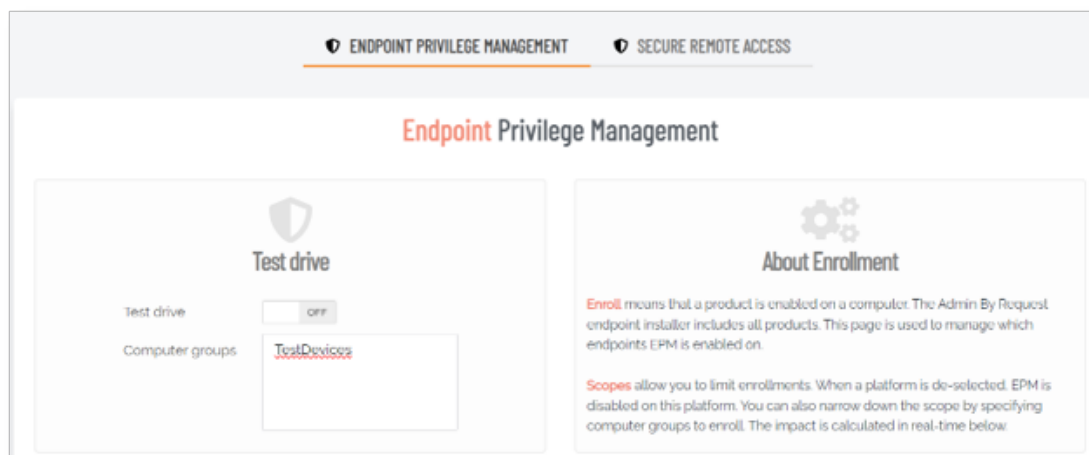 ENDPOINT PRIVILEGE MANAGEMENT SECURE REMOTE ACCESS
Endpoint Privilege Management
Test drive
Test drive OFF
Computer groups TestDevices
About Enrollment
Enroll means that a product is enabled on a computer. The Admin By Request
endpoint installer includes all products. This page is used to manage which
endpoints EPM is enabled on.
Scopes allow you to limit enrollments. When a platform is de-selected, EPM is
disabled on this platform. You can also narrow down the scope by specifying
computer groups to enroll. The impact is calculated in real-time below.